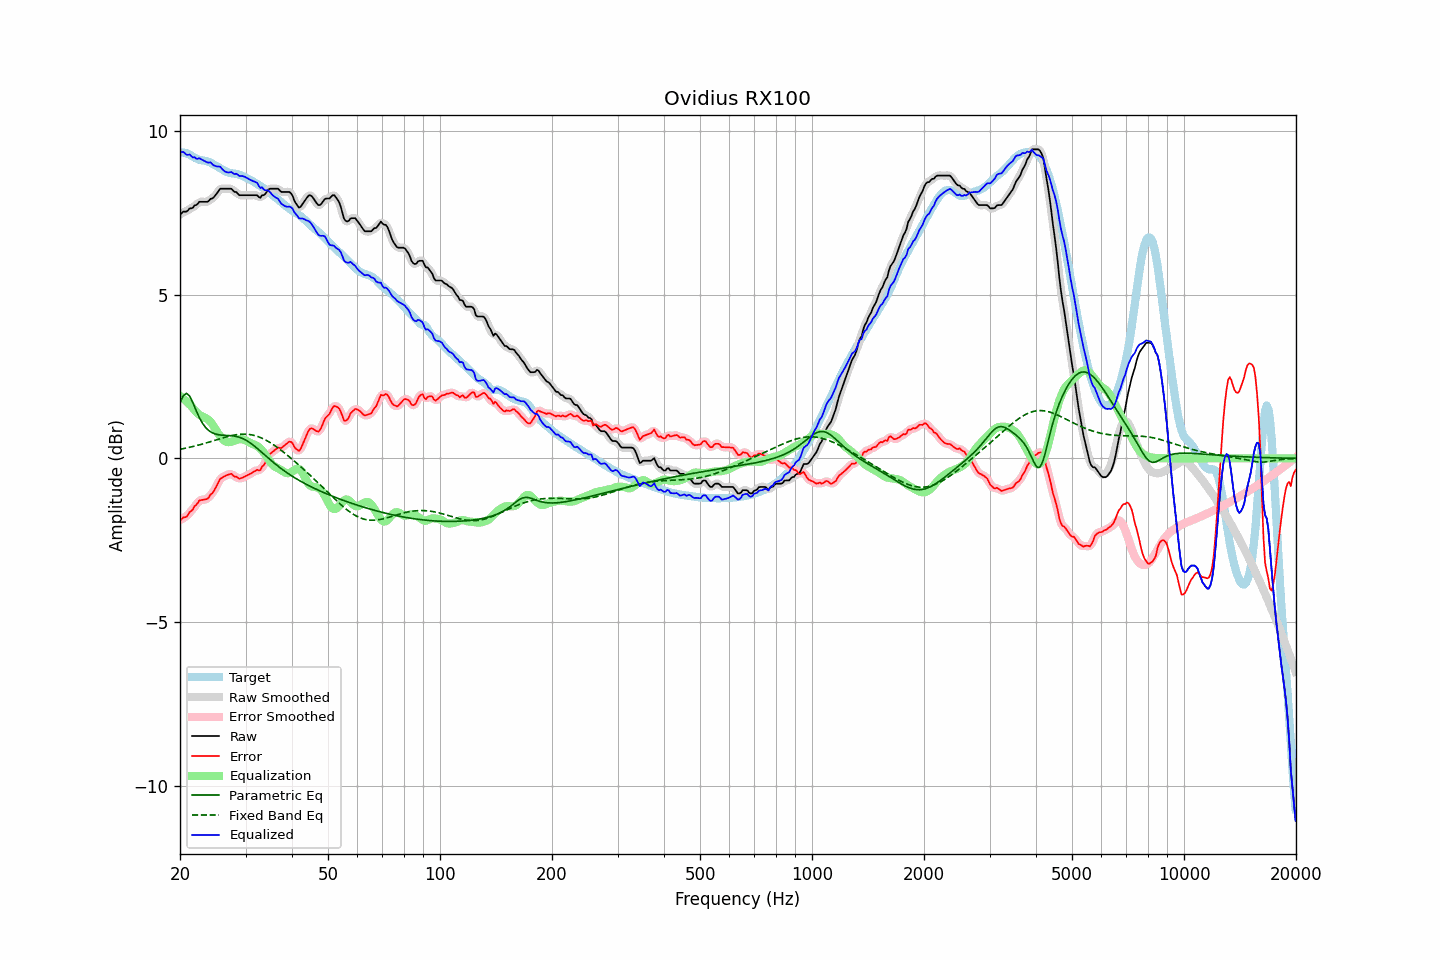 Ovidius RX100
10
5
0
−5
−10
Amplitude (dBr)
Target
Raw Smoothed
Error Smoothed
Raw
Error
Equalization
Parametric Eq
Fixed Band Eq
Equalized
20 50 100 200 500 1000 2000 5000 10000 20000
Frequency (Hz)